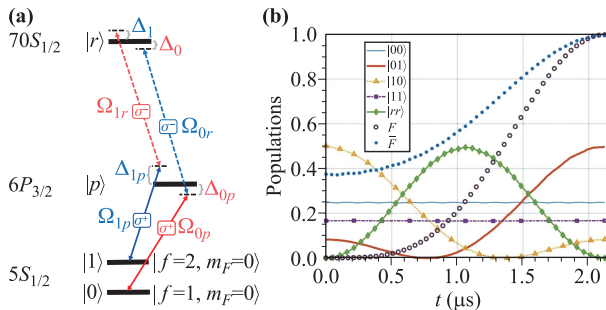 (a)
70S1/2 |r⟩ Δ1
Δ0
Ω1r σ− σ− Ω0r
Δ1p
6P3/2 |p⟩ Δ0p
Ω1p σ+ σ+ Ω0p
5S1/2 |1⟩ |f=2, mF=0⟩
|0⟩ |f=1, mF=0⟩
(b)
Populations
1.0
0.8
0.6
0.4
0.2
0.0
|00⟩
|01⟩
|10⟩
|11⟩
|rr⟩
F
F̅
0.0 0.5 1.0 1.5 2.0
t (µs)